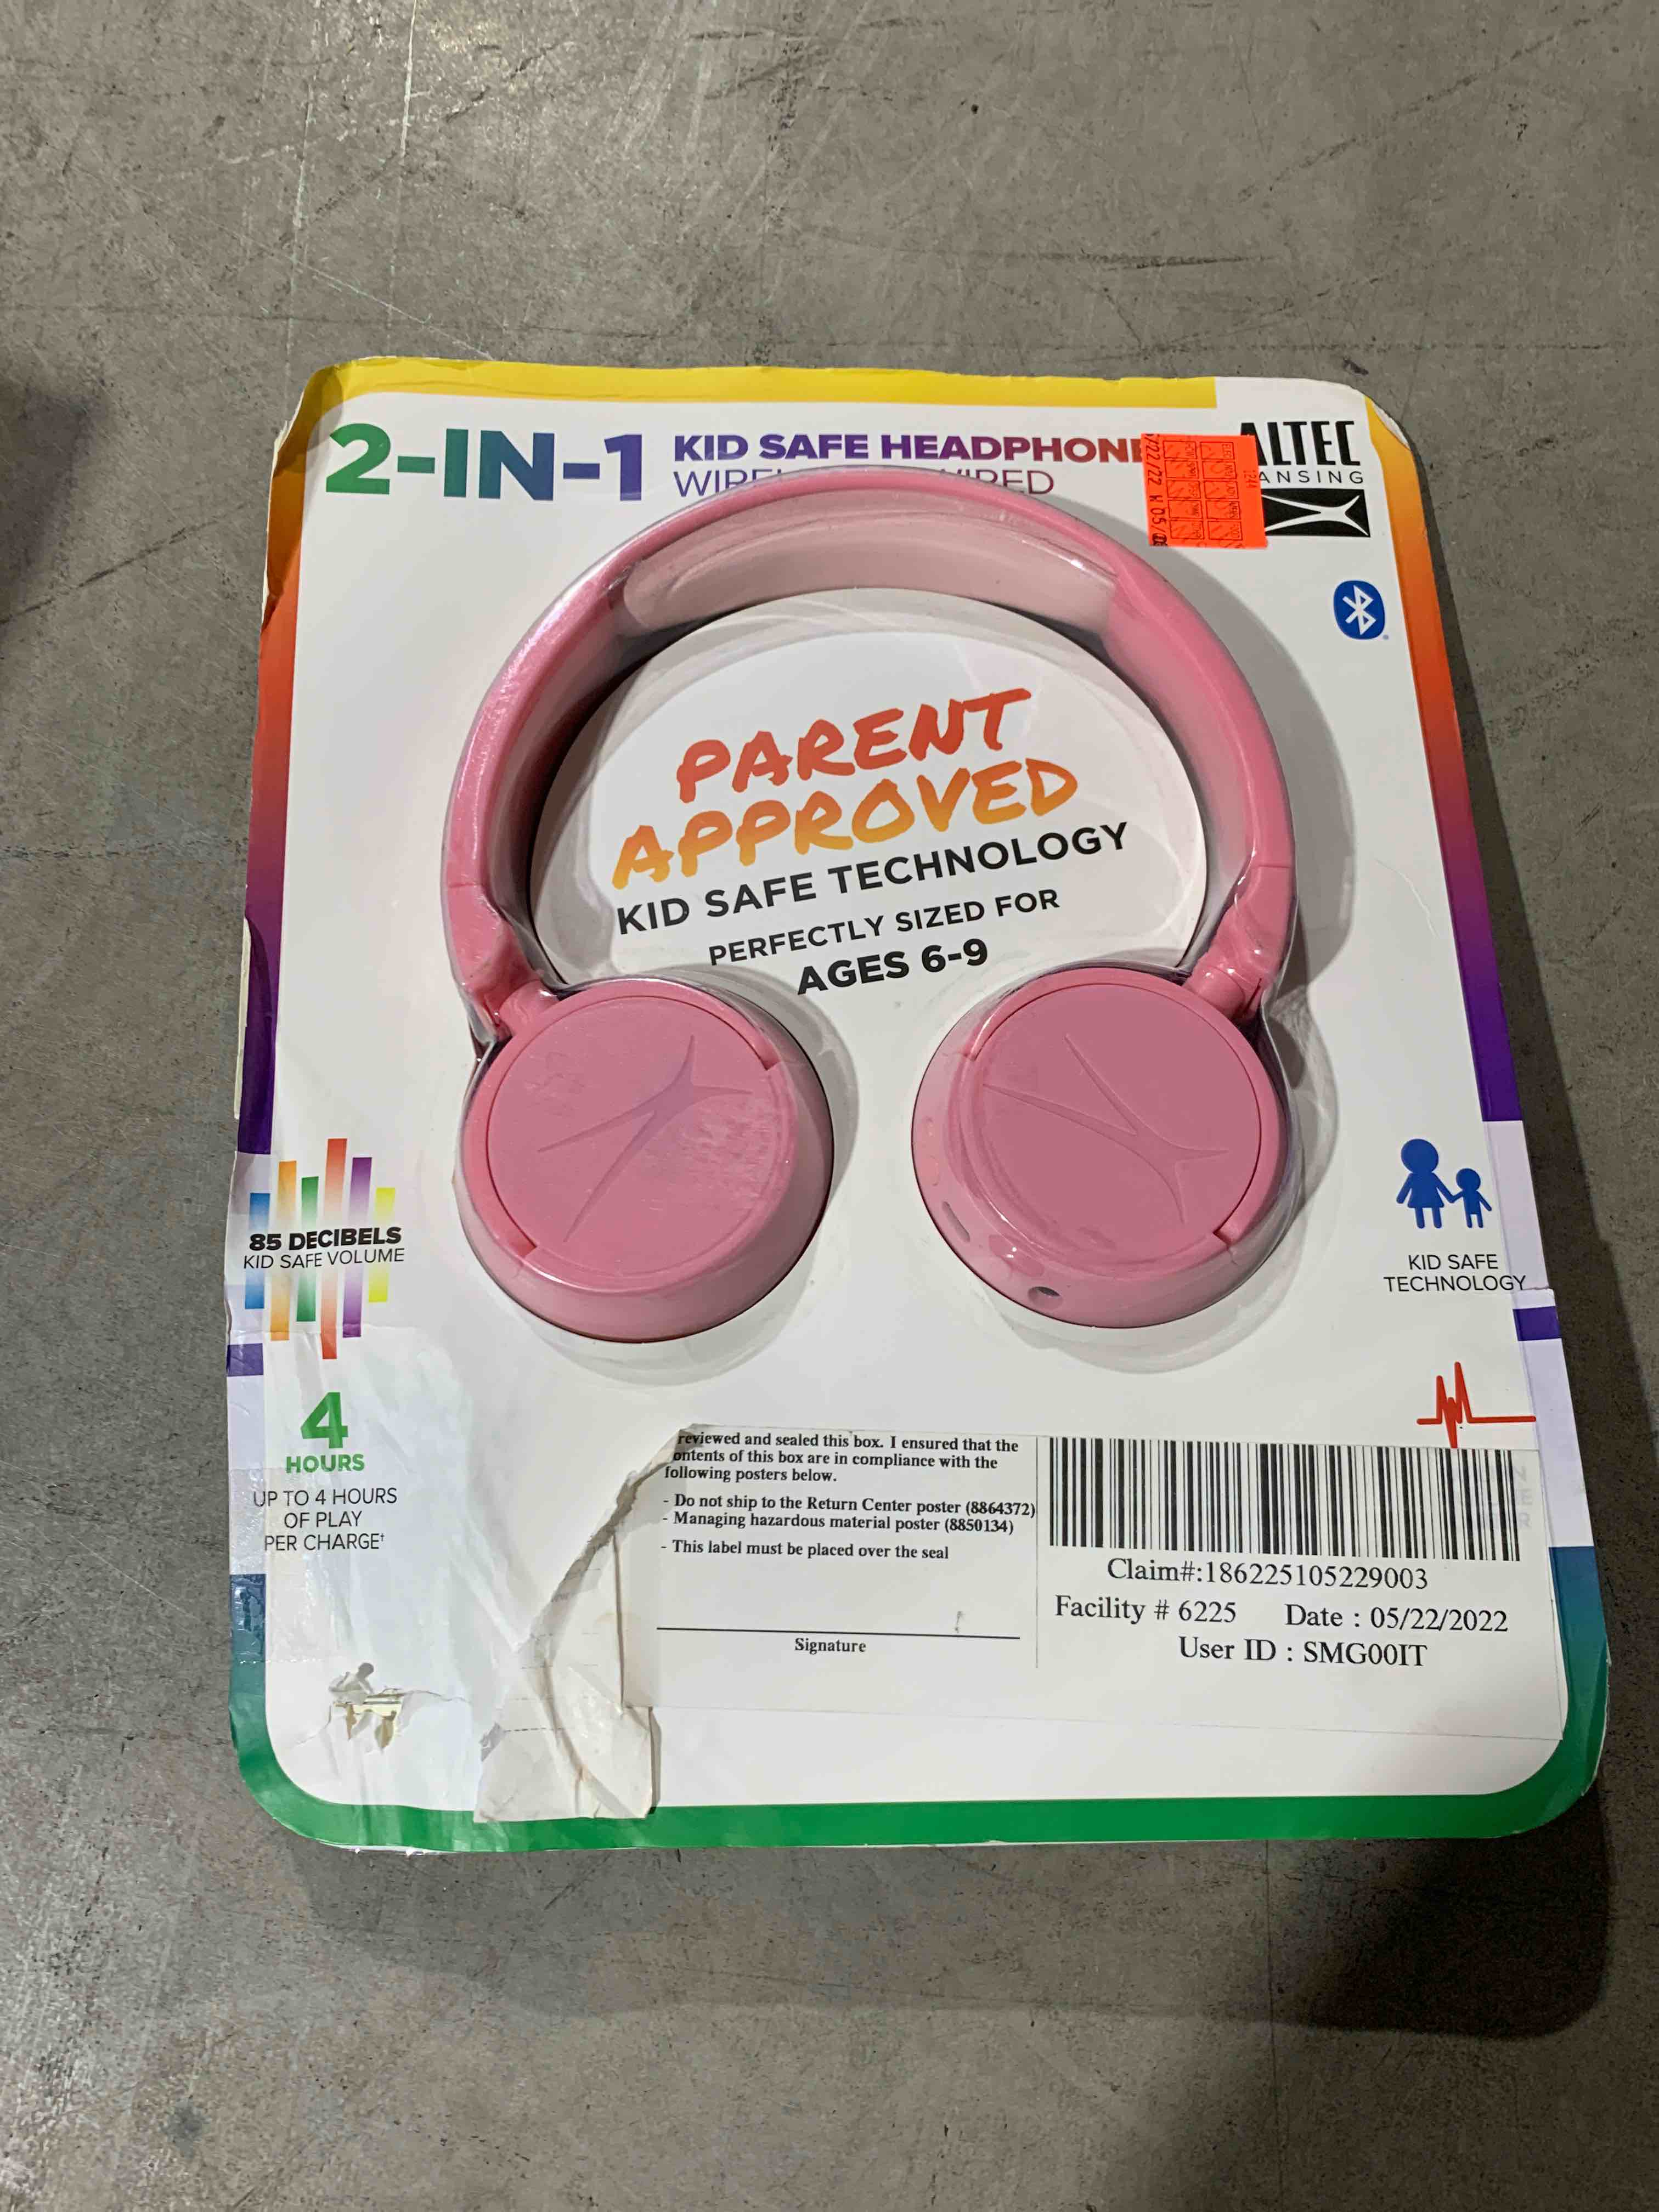 2-IN-1 KID SAFE HEADPHON
ALTEC
ANSING
PARENT
APPROVED
KID SAFE TECHNOLOGY
PERFECTLY SIZED FOR
AGES 6-9
85 DECIBELS
KID SAFE VOLUME
KID SAFE
TECHNOLOGY
4
HOURS
UP TO 4 HOURS
OF PLAY
PER CHARGE†
reviewed and sealed this box. I ensured that the
ontents of this box are in compliance with the
following posters below.
- Do not ship to the Return Center poster (8864372)
- Managing hazardous material poster (8850134)
- This label must be placed over the seal
Signature
Claim#:186225105229003
Facility # 6225 Date : 05/22/2022
User ID : SMG00IT